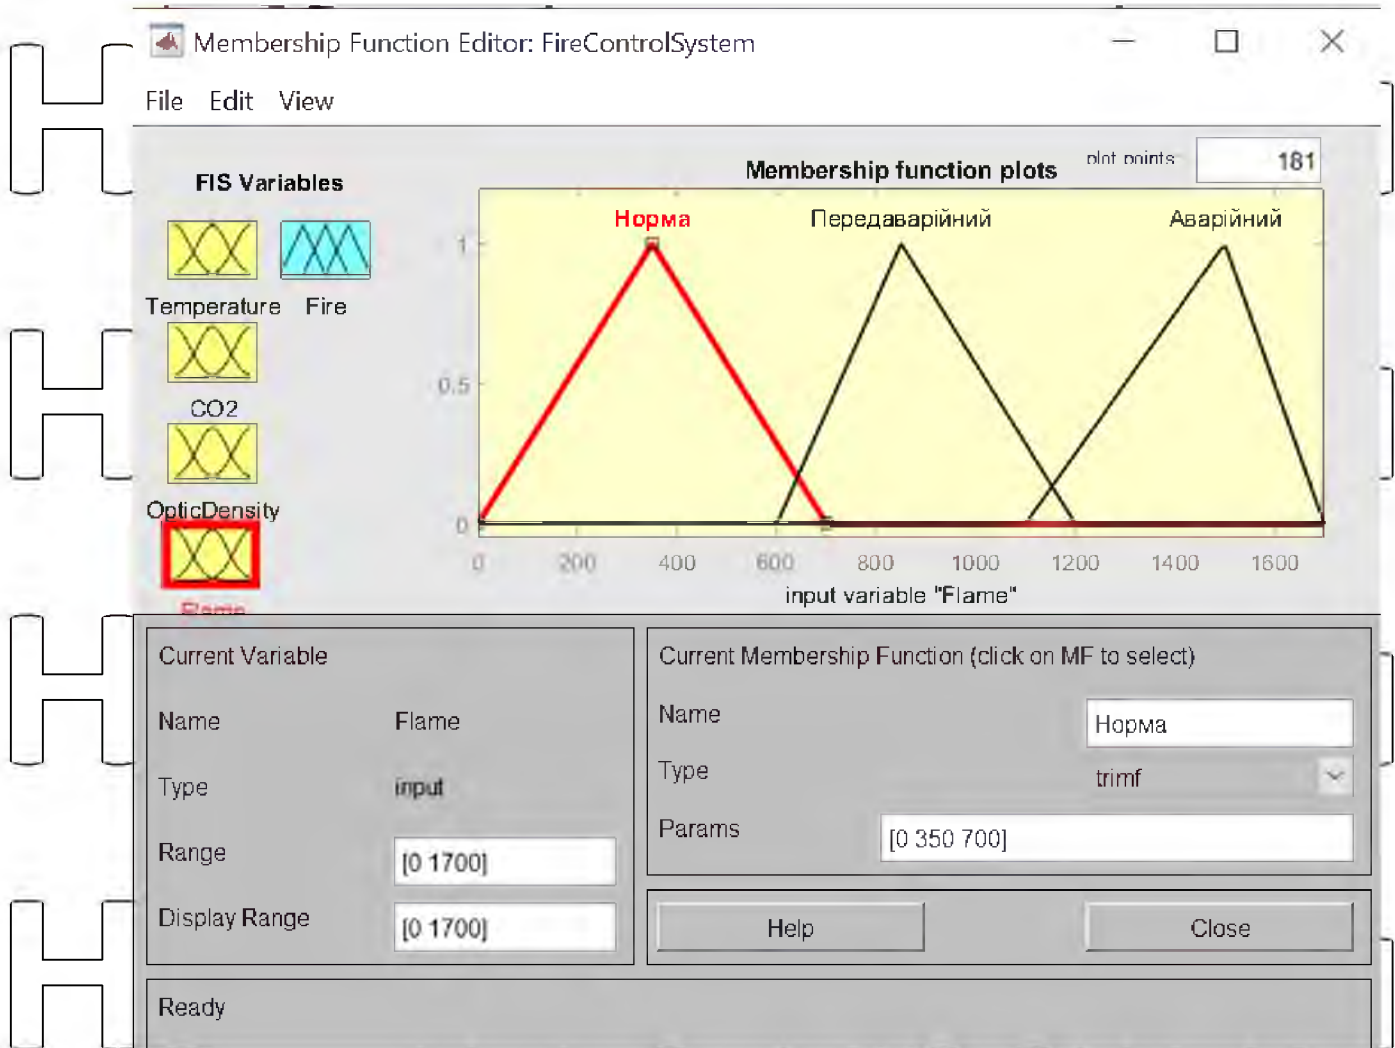 Membership Function Editor: FireControlSystem
File Edit View
FIS Variables
Membership function plots
plot points:
181
Temperature
Fire
CO2
OpticDensity
Flame
Норма
Передаварійний
Аварійний
1
0.5
0
0 200 400 600 800 1000 1200 1400 1600
input variable "Flame"
Current Variable
Name Flame
Type input
Range [0 1700]
Display Range [0 1700]
Current Membership Function (click on MF to select)
Name Норма
Type trimf
Params [0 350 700]
Help Close
Ready